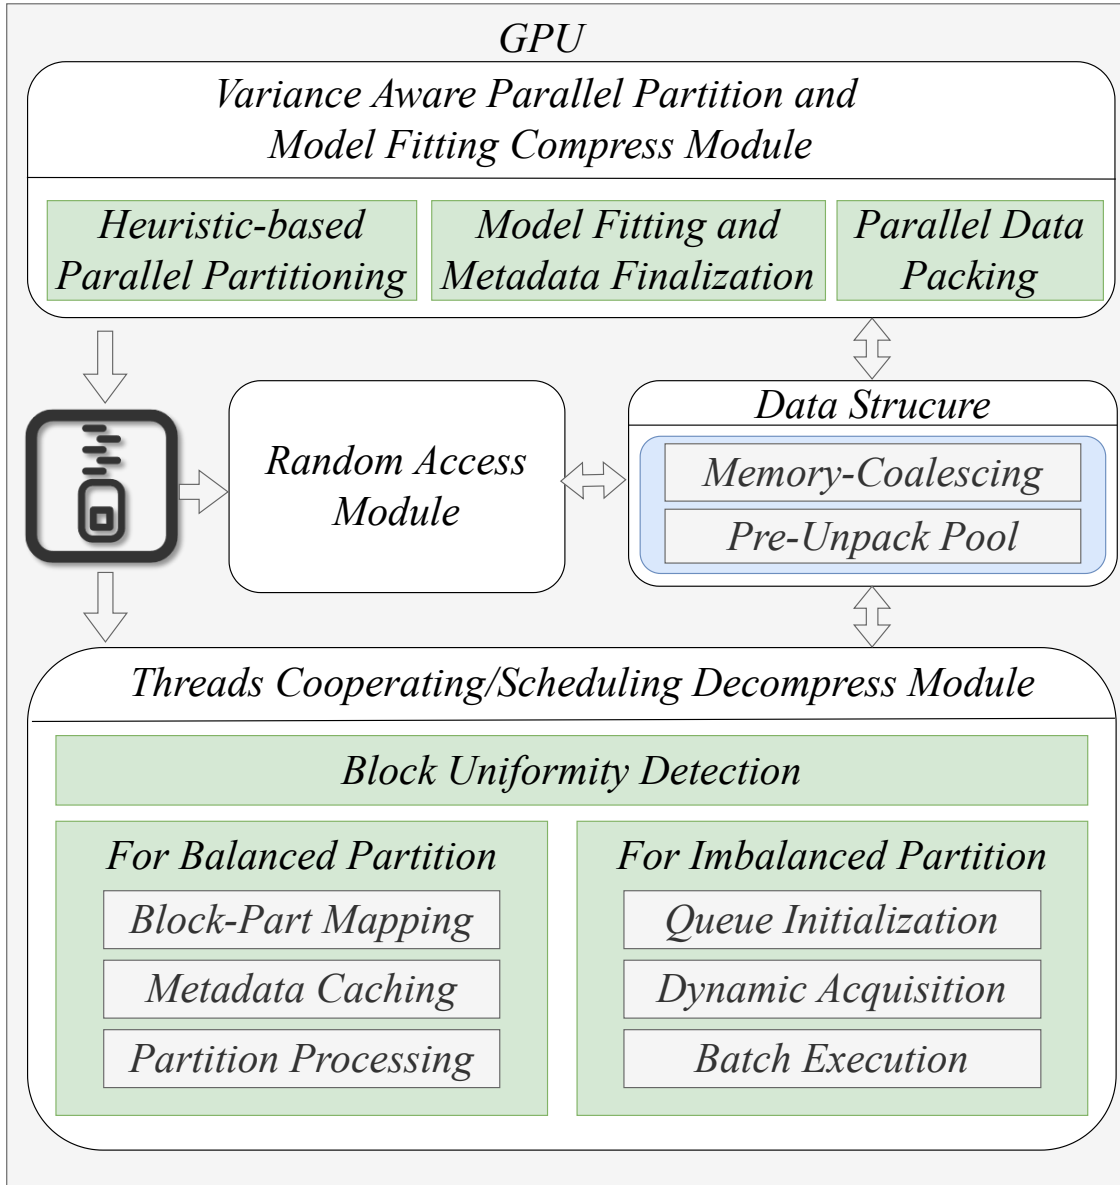 GPU
Variance Aware Parallel Partition and
Model Fitting Compress Module
Heuristic-based
Parallel Partitioning
Model Fitting and
Metadata Finalization
Parallel Data
Packing
Random Access
Module
Data Strucure
Memory-Coalescing
Pre-Unpack Pool
Threads Cooperating/Scheduling Decompress Module
Block Uniformity Detection
For Balanced Partition
Block-Part Mapping
Metadata Caching
Partition Processing
For Imbalanced Partition
Queue Initialization
Dynamic Acquisition
Batch Execution